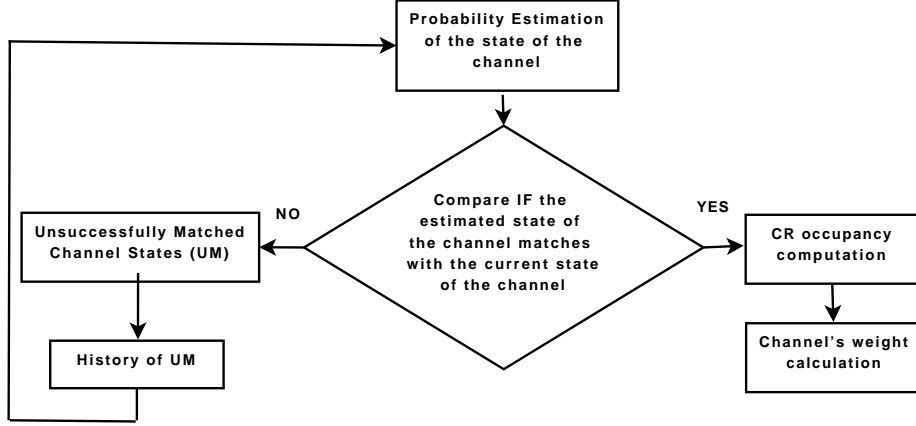 Probability Estimation
of the state of the
channel
Compare IF the
estimated state of
the channel matches
with the current state
of the channel
NO
YES
Unsuccessfully Matched
Channel States (UM)
History of UM
CR occupancy
computation
Channel's weight
calculation